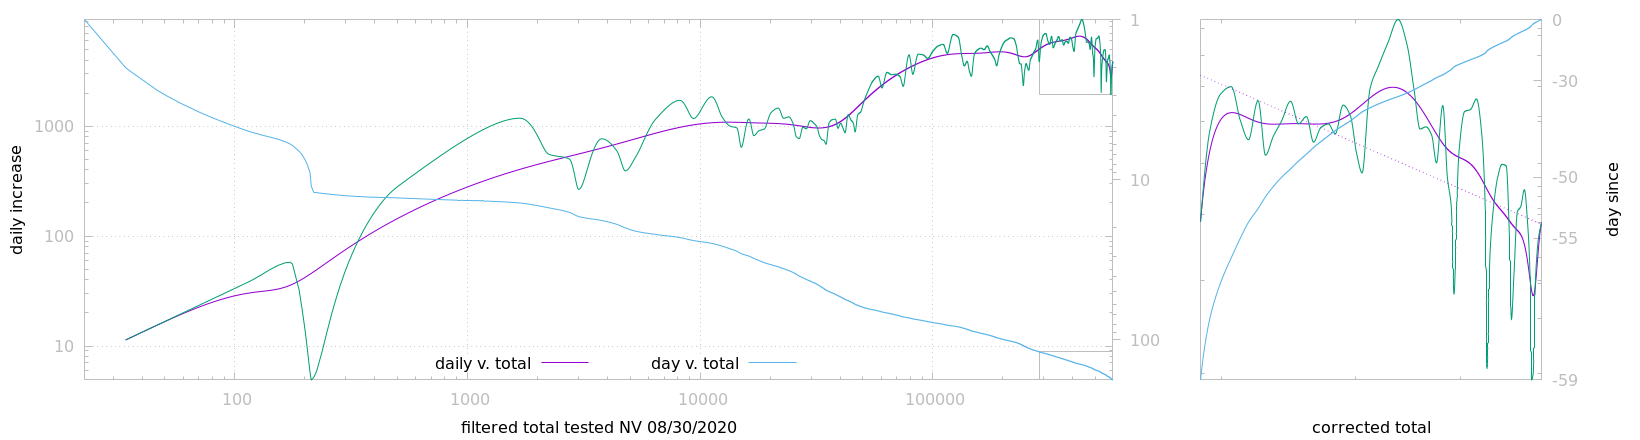 daily increase
1000
100
10
100
1000
10000
100000
1
10
100
daily v. total
day v. total
filtered total tested NV 08/30/2020
0
-30
-50
-55
-59
day since
corrected total